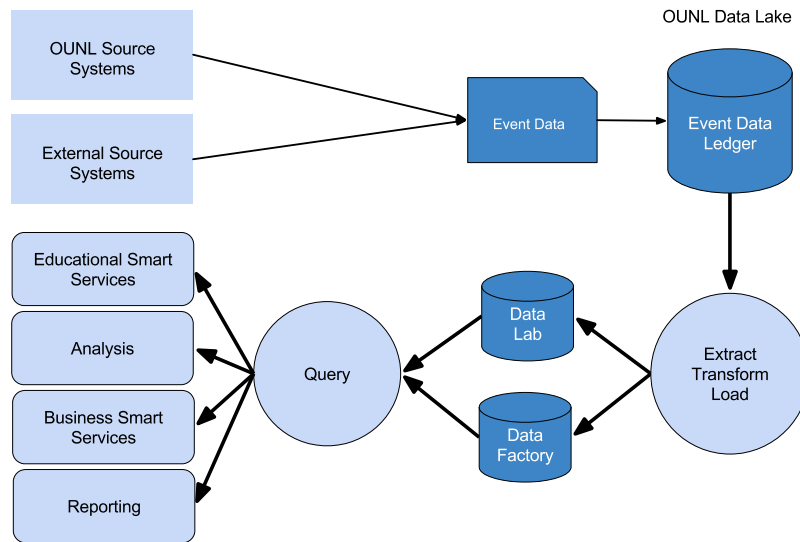 OUNL Data Lake
OUNL Source
Systems
External Source
Systems
Event Data
Event Data
Ledger
Educational Smart
Services
Analysis
Business Smart
Services
Reporting
Query
Data
Lab
Data
Factory
Extract
Transform
Load